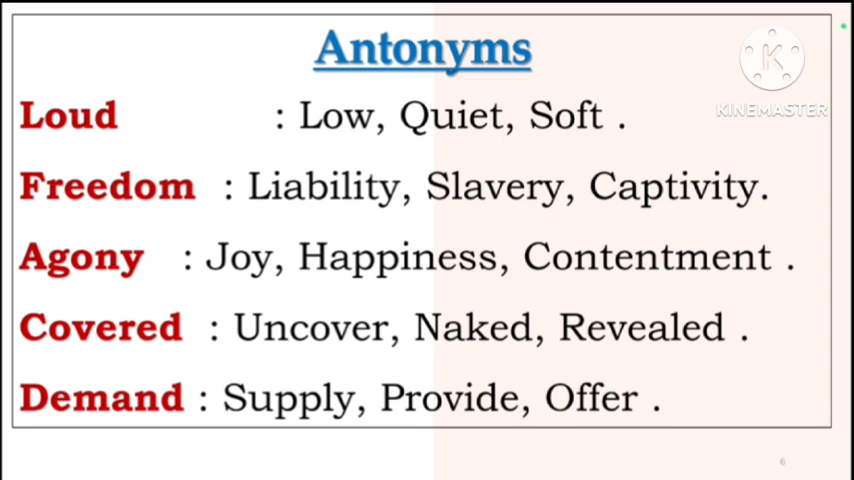 Antonyms
K
KINEMASTER
Loud : Low, Quiet, Soft .
Freedom : Liability, Slavery, Captivity.
Agony : Joy, Happiness, Contentment .
Covered : Uncover, Naked, Revealed .
Demand : Supply, Provide, Offer .
6